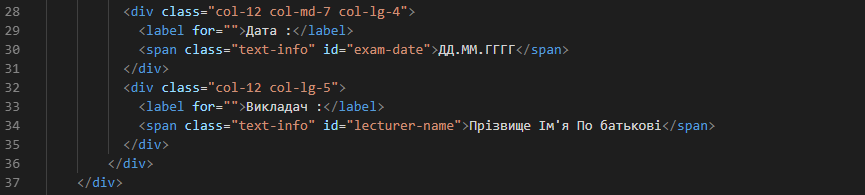 28 <div class="col-12 col-md-7 col-lg-4">
29 <label for="">Дата :</label>
30 <span class="text-info" id="exam-date">ДД.ММ.ГГГГ</span>
31 </div>
32 <div class="col-12 col-lg-5">
33 <label for="">Викладач :</label>
34 <span class="text-info" id="lecturer-name">Прізвище Ім'я По батькові</span>
35 </div>
36 </div>
37 </div>